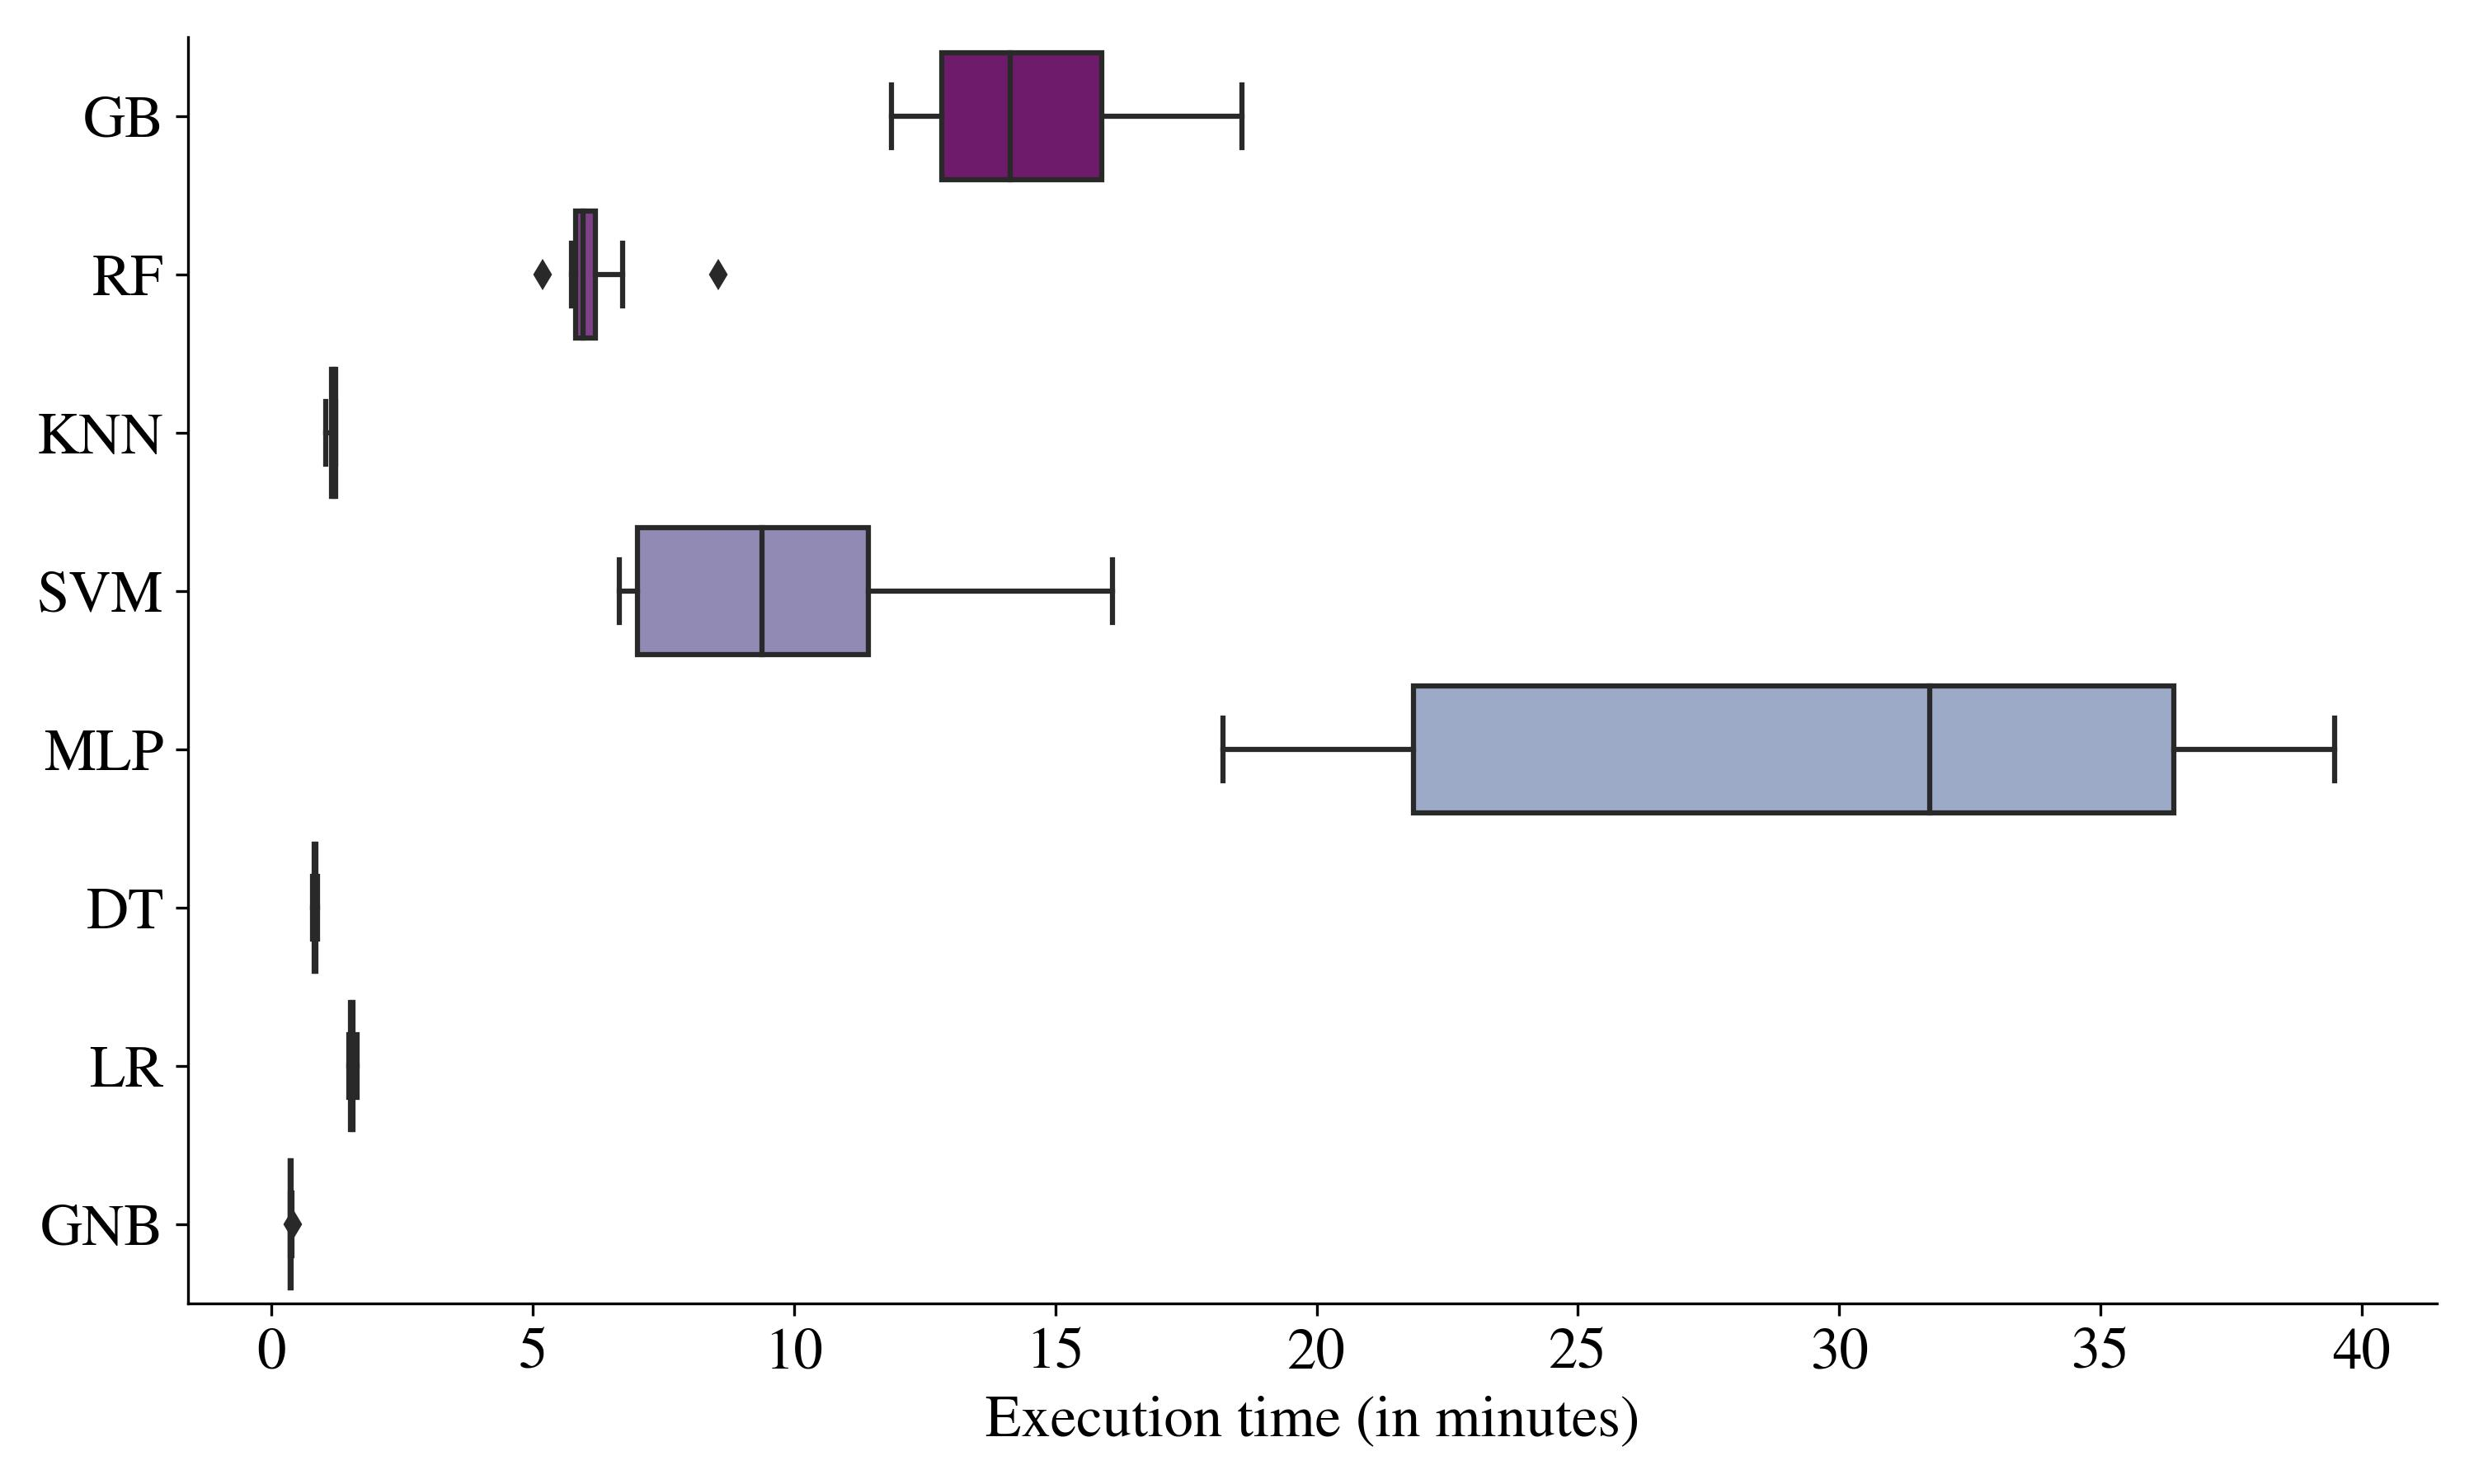 GB
RF
KNN
SVM
MLP
DT
LR
GNB
0 5 10 15 20 25 30 35 40
Execution time (in minutes)